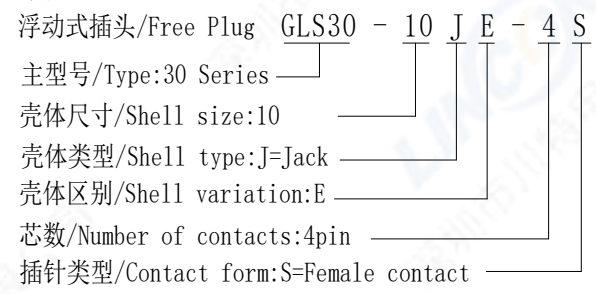 浮动式插头/Free Plug GLS30 - 10 J E - 4 S
主型号/Type:30 Series
壳体尺寸/Shell size:10
壳体类型/Shell type:J=Jack
壳体区别/Shell variation:E
芯数/Number of contacts:4pin
插针类型/Contact form:S=Female contact